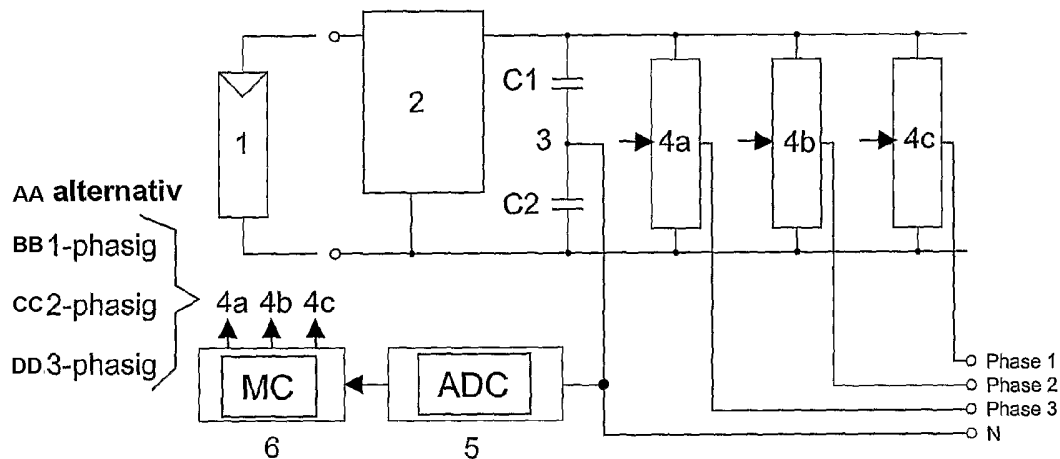 1
2
C1
3
C2
4a
4b
4c
AA alternativ
BB 1-phasig
CC 2-phasig
DD 3-phasig
4a 4b 4c
MC
6
ADC
5
Phase 1
Phase 2
Phase 3
N